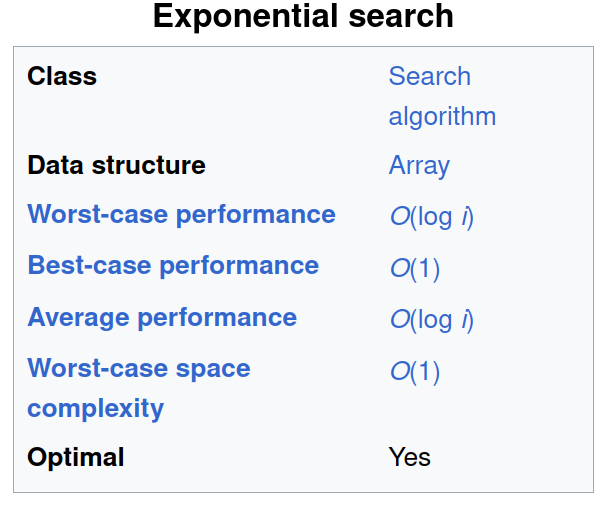 Exponential search
Class Search
algorithm
Data structure Array
Worst-case performance O(log i)
Best-case performance O(1)
Average performance O(log i)
Worst-case space O(1)
complexity
Optimal Yes